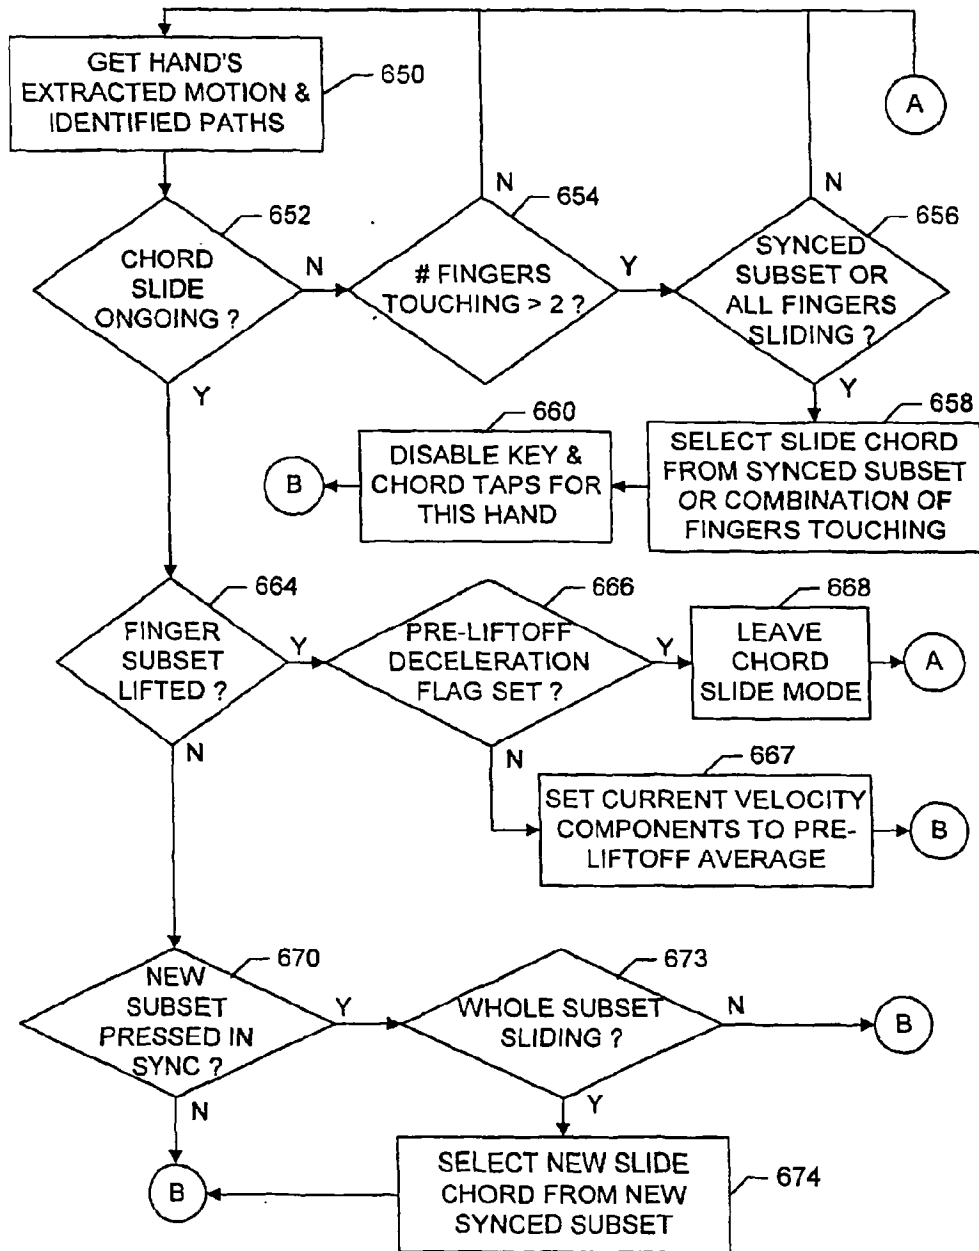 GET HAND'S
EXTRACTED MOTION &
IDENTIFIED PATHS
650
A
N
N
652
654
656
CHORD
SLIDE
ONGOING ?
N
# FINGERS
TOUCHING > 2 ?
Y
SYNCED
SUBSET OR
ALL FINGERS
SLIDING ?
Y
Y
658
SELECT SLIDE CHORD
FROM SYNCED SUBSET
OR COMBINATION OF
FINGERS TOUCHING
660
DISABLE KEY &
CHORD TAPS FOR
THIS HAND
B
664
FINGER
SUBSET
LIFTED ?
Y
666
PRE-LIFTOFF
DECELERATION
FLAG SET ?
Y
668
LEAVE
CHORD
SLIDE MODE
A
N
N
667
SET CURRENT VELOCITY
COMPONENTS TO PRE-
LIFTOFF AVERAGE
B
670
NEW
SUBSET
PRESSED IN
SYNC ?
Y
673
WHOLE SUBSET
SLIDING ?
N
B
N
Y
B
SELECT NEW SLIDE
CHORD FROM NEW
SYNCED SUBSET
674